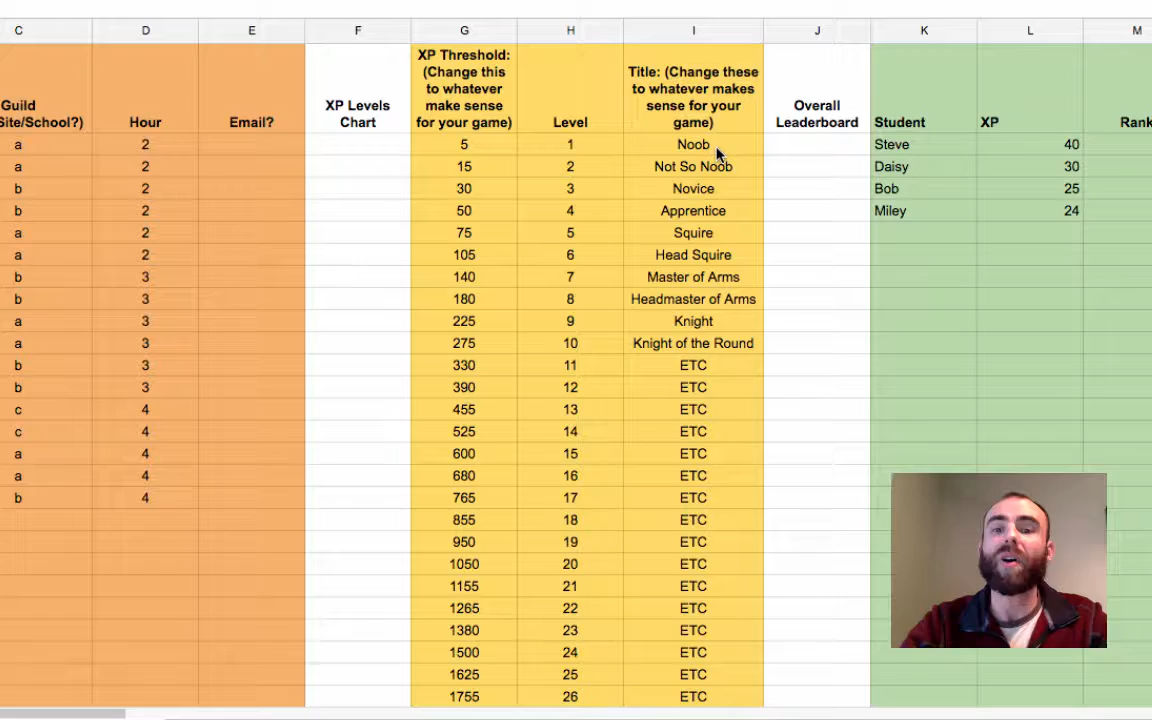 C D E F G H I J K L M
Guild
Site/School?)
Hour
Email?
XP Levels
Chart
XP Threshold:
(Change this
to whatever
make sense
for your game)
Level
Title: (Change these
to whatever makes
sense for your
game)
Overall
Leaderboard
Student
XP
Rank
a 2 5 1 Noob Steve 40
a 2 15 2 Not So Noob Daisy 30
b 2 30 3 Novice Bob 25
b 2 50 4 Apprentice Miley 24
a 2 75 5 Squire
a 2 105 6 Head Squire
b 3 140 7 Master of Arms
b 3 180 8 Headmaster of Arms
a 3 225 9 Knight
a 3 275 10 Knight of the Round
b 3 330 11 ETC
b 3 390 12 ETC
c 4 455 13 ETC
c 4 525 14 ETC
a 4 600 15 ETC
a 4 680 16 ETC
b 4 765 17 ETC
855 18 ETC
950 19 ETC
1050 20 ETC
1155 21 ETC
1265 22 ETC
1380 23 ETC
1500 24 ETC
1625 25 ETC
1755 26 ETC